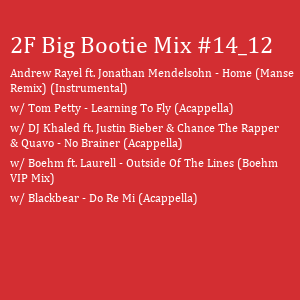 2F Big Bootie Mix #14_12
Andrew Rayel ft. Jonathan Mendelsohn - Home (Manse
Remix) (Instrumental)
w/ Tom Petty - Learning To Fly (Acappella)
w/ DJ Khaled ft. Justin Bieber & Chance The Rapper
& Quavo - No Brainer (Acappella)
w/ Boehm ft. Laurell - Outside Of The Lines (Boehm
VIP Mix)
w/ Blackbear - Do Re Mi (Acappella)